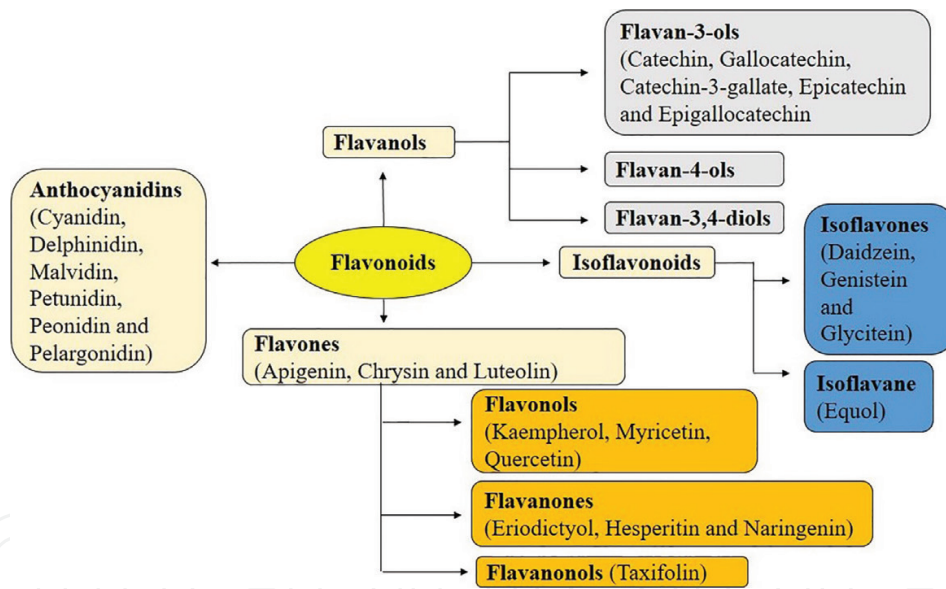 Flavan-3-ols
(Catechin, Gallocatechin,
Catechin-3-gallate, Epicatechin
and Epigallocatechin
Flavanols
Flavan-4-ols
Flavan-3,4-diols
Anthocyanidins
(Cyanidin,
Delphinidin,
Malvidin,
Petunidin,
Peonidin and
Pelargonidin)
Flavonoids
Isoflavonoids
Isoflavones
(Daidzein,
Genistein
and
Glycitein)
Isoflavane
(Equol)
Flavones
(Apigenin, Chrysin and Luteolin)
Flavonols
(Kaempherol, Myricetin,
Quercetin)
Flavanones
(Eriodictyol, Hesperitin and Naringenin)
Flavanonols (Taxifolin)